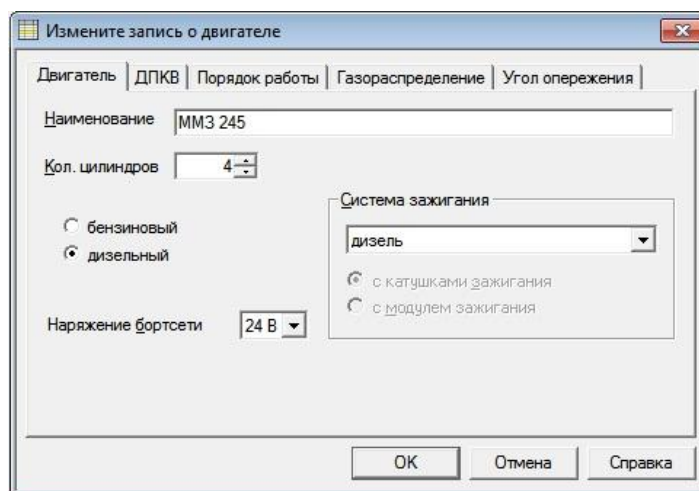 Измените запись о двигателе
Двигатель ДПКВ Порядок работы Газораспределение Угол опережения
Наименование ММЗ 245
Кол. цилиндров 4
Система зажигания
бензиновый
дизель
дизельный
с катушками зажигания
с модулем зажигания
Наряжение бортсети 24 В
OK Отмена Справка